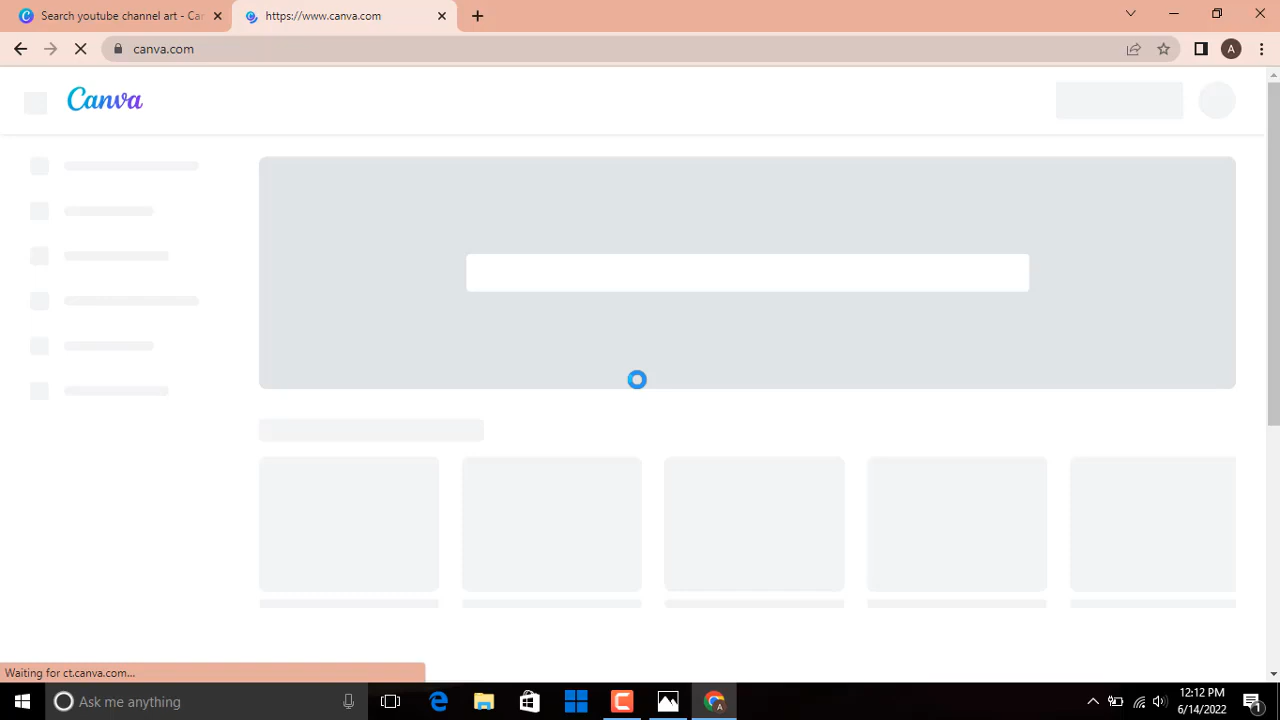 Search youtube channel art - Ca
https://www.canva.com
canva.com
A
Canva
Waiting for ct.canva.com...
Ask me anything
A
12:12 PM
6/14/2022
1